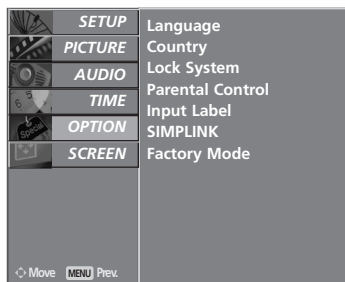 SETUP
PICTURE
AUDIO
TIME
OPTION
SCREEN
Language
Country
Lock System
Parental Control
Input Label
SIMPLINK
Factory Mode
Special
Move MENU Prev.